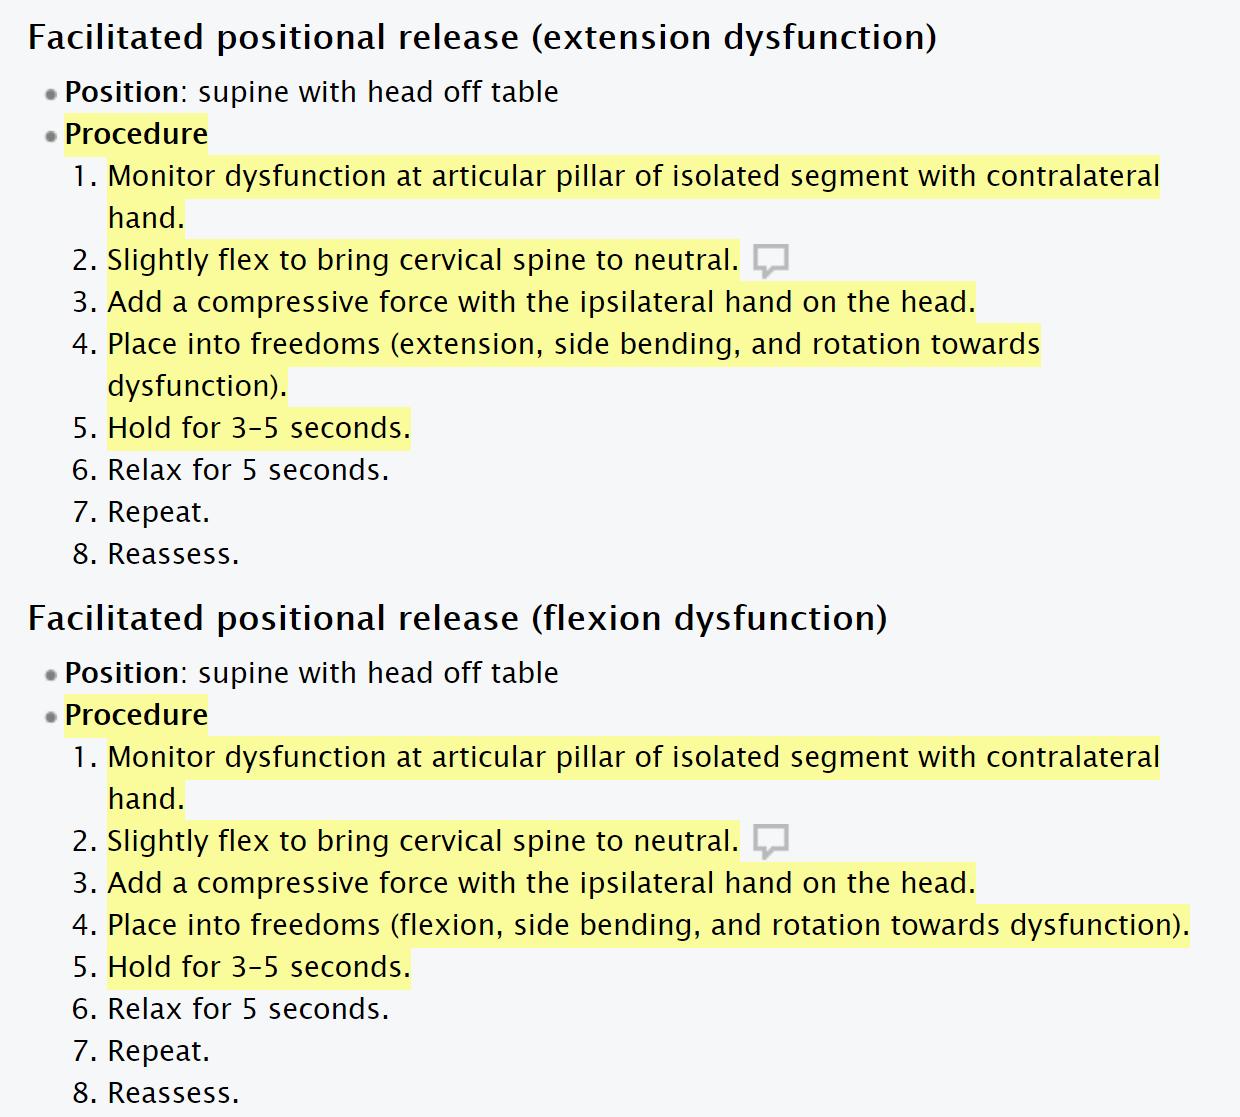 Facilitated positional release (extension dysfunction)
Position: supine with head off table
Procedure
1. Monitor dysfunction at articular pillar of isolated segment with contralateral
hand.
2. Slightly flex to bring cervical spine to neutral.
3. Add a compressive force with the ipsilateral hand on the head.
4. Place into freedoms (extension, side bending, and rotation towards
dysfunction).
5. Hold for 3–5 seconds.
6. Relax for 5 seconds.
7. Repeat.
8. Reassess.
Facilitated positional release (flexion dysfunction)
Position: supine with head off table
Procedure
1. Monitor dysfunction at articular pillar of isolated segment with contralateral
hand.
2. Slightly flex to bring cervical spine to neutral.
3. Add a compressive force with the ipsilateral hand on the head.
4. Place into freedoms (flexion, side bending, and rotation towards dysfunction).
5. Hold for 3–5 seconds.
6. Relax for 5 seconds.
7. Repeat.
8. Reassess.